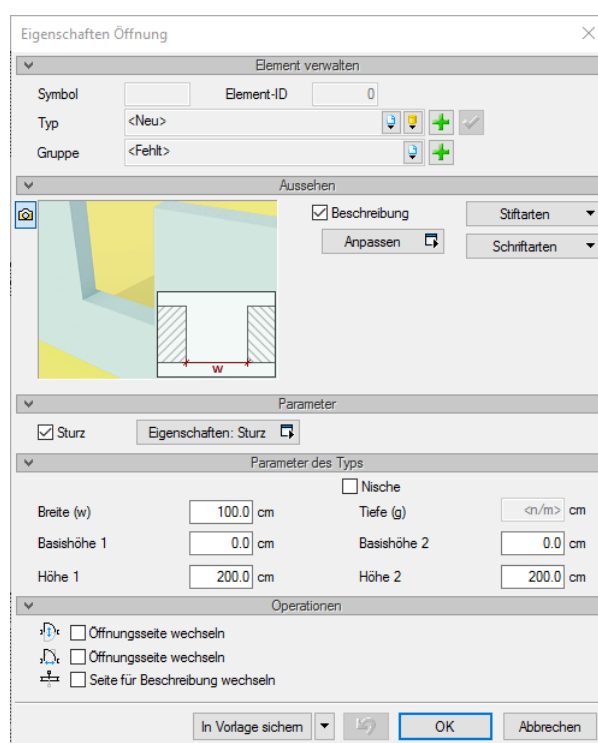 Eigenschaften Öffnung
Element verwalten
Symbol Element-ID 0
Typ <Neu>
Gruppe <Fehlt>
Aussehen
Beschreibung Stiftarten
Anpassen Schriftarten
w
Parameter
Sturz Eigenschaften: Sturz
Parameter des Typs
Nische
Breite (w) 100.0 cm Tiefe (g) <n/m> cm
Basishöhe 1 0.0 cm Basishöhe 2 0.0 cm
Höhe 1 200.0 cm Höhe 2 200.0 cm
Operationen
Öffnungsseite wechseln
Öffnungsseite wechseln
Seite für Beschreibung wechseln
In Vorlage sichern OK Abbrechen